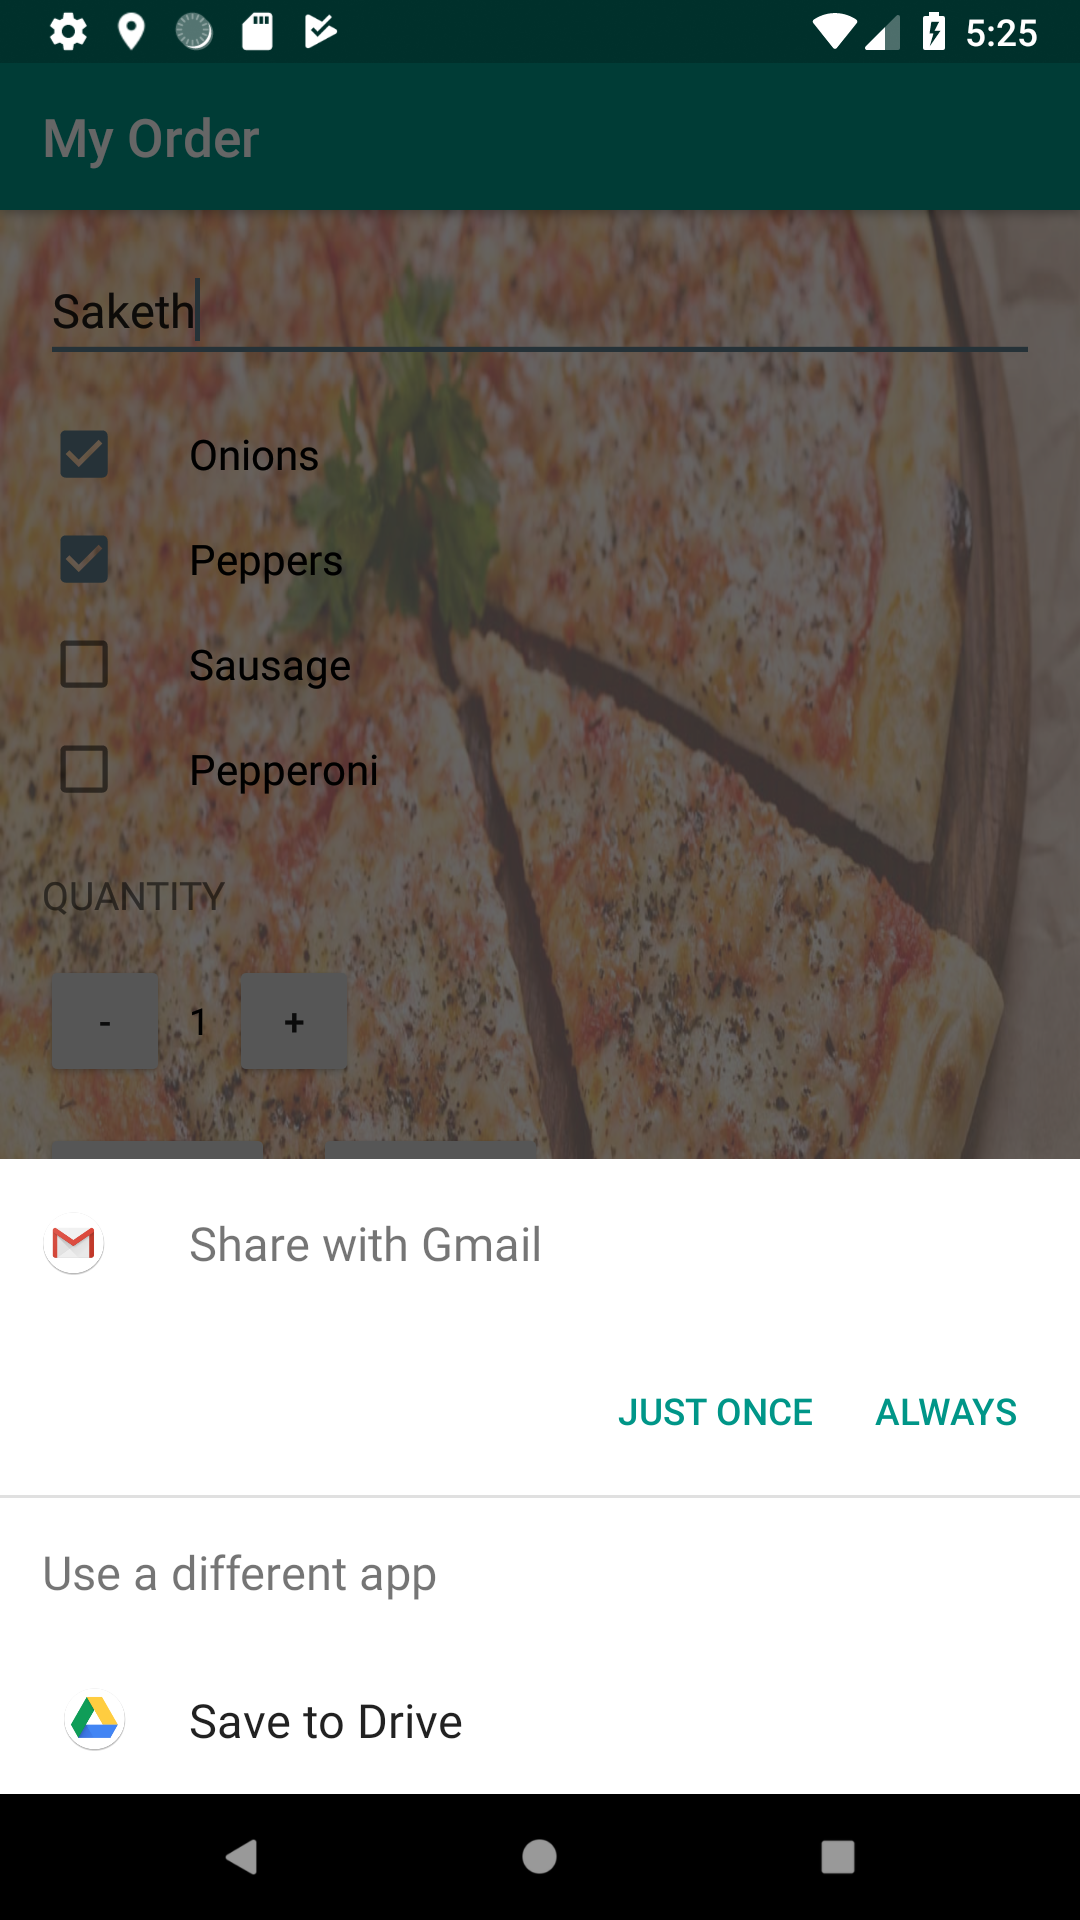 5:25
My Order
Saketh
Onions
Peppers
Sausage
Pepperoni
QUANTITY
- 1 +
Share with Gmail
JUST ONCE ALWAYS
Use a different app
Save to Drive